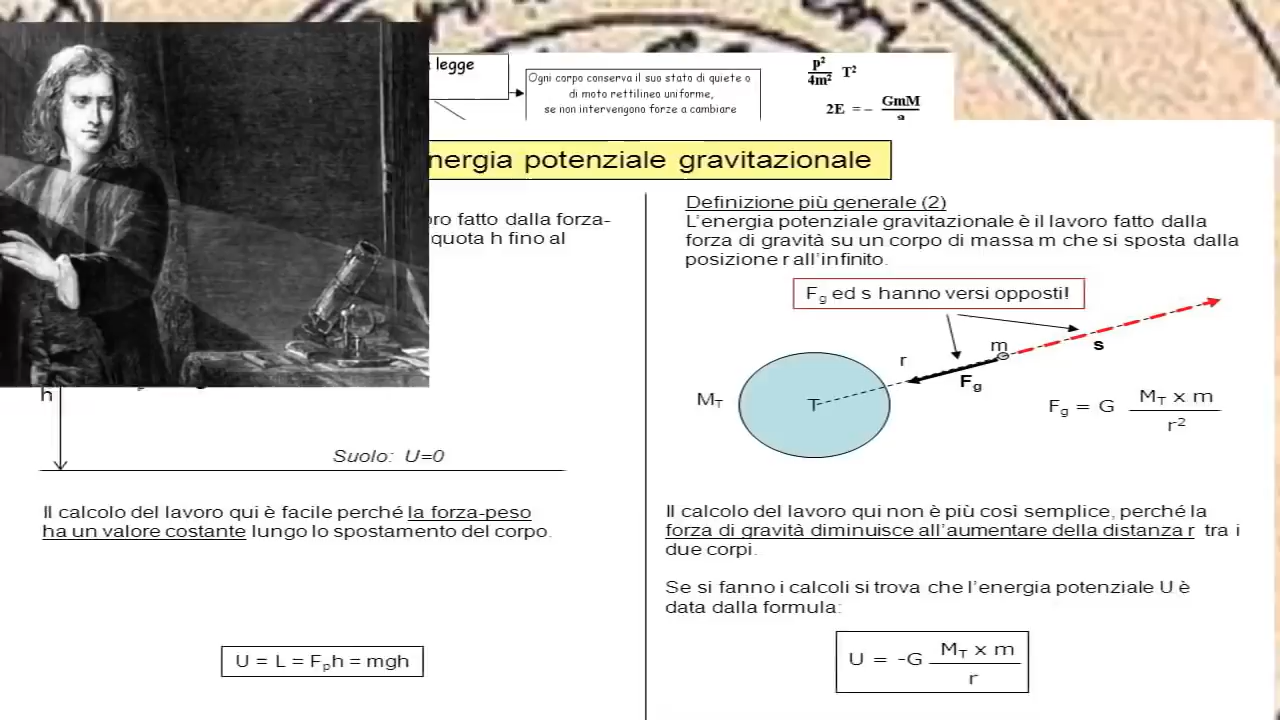 legge
Ogni corpo conserva il suo stato di quiete o
di moto rettilineo uniforme,
se non intervengono forze a cambiare
p²/4m² T²
2E = - GmM/a
nergia potenziale gravitazionale
fatto dalla forza-
quota h fino al
h
Suolo: U=0
Il calcolo del lavoro qui è facile perché la forza-peso
ha un valore costante lungo lo spostamento del corpo.
U = L = Fₚh = mgh
Definizione più generale (2)
L’energia potenziale gravitazionale è il lavoro fatto dalla
forza di gravità su un corpo di massa m che si sposta dalla
posizione r all’infinito.
Fg ed s hanno versi opposti!
m
s
r
Fg
MT
T
Fg = G MT x m / r²
Il calcolo del lavoro qui non è più così semplice, perché la
forza di gravità diminuisce all’aumentare della distanza r tra i
due corpi.
Se si fanno i calcoli si trova che l’energia potenziale U è
data dalla formula:
U = -G MT x m / r